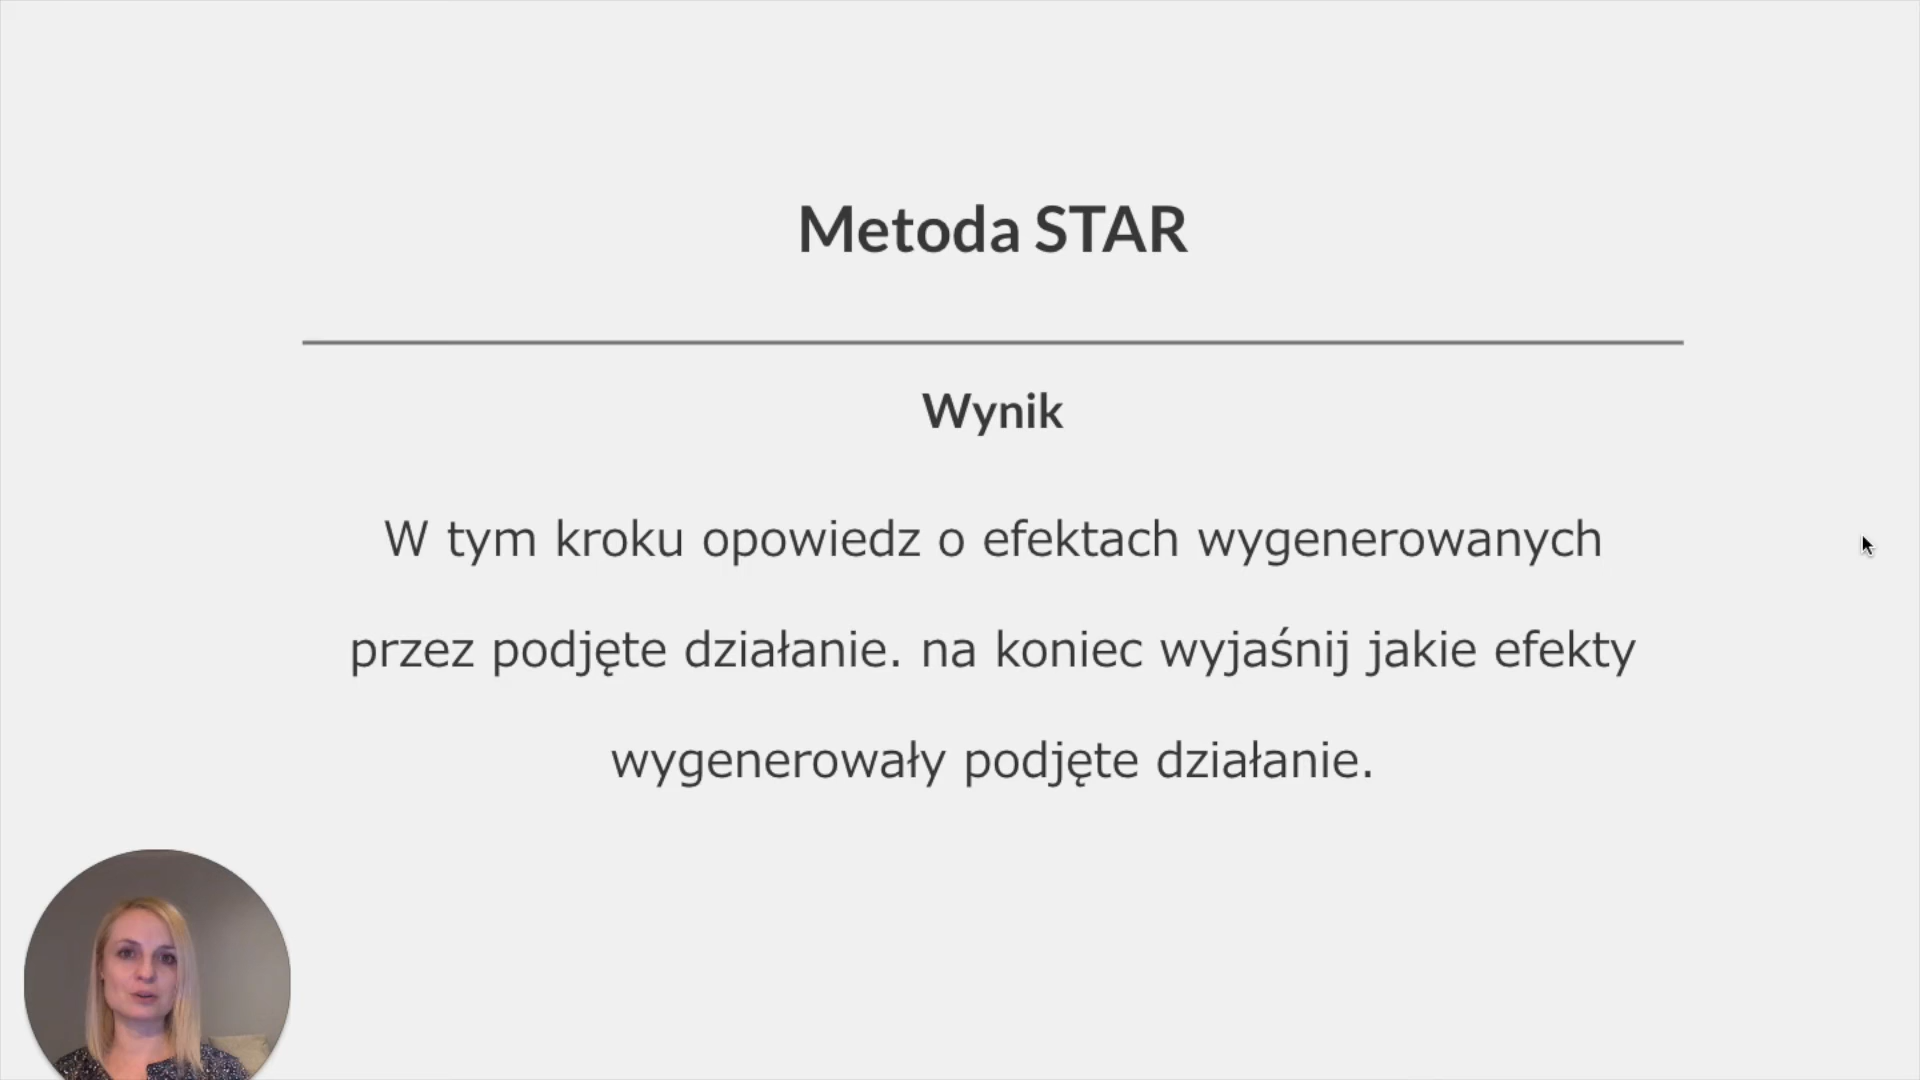 Metoda STAR
Wynik
W tym kroku opowiedz o efektach wygenerowanych
przez podjęte działanie. na koniec wyjaśnij jakie efekty
wygenerowały podjęte działanie.